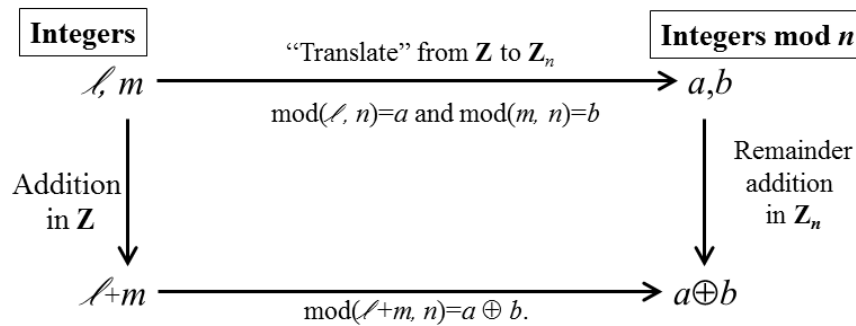 Integers
Integers mod n
"Translate" from Z to Zₙ
ℓ, m
a,b
mod(ℓ, n)=a and mod(m, n)=b
Addition
in Z
Remainder
addition
in Zₙ
ℓ+m
a⊕b
mod(ℓ+m, n)=a ⊕ b.